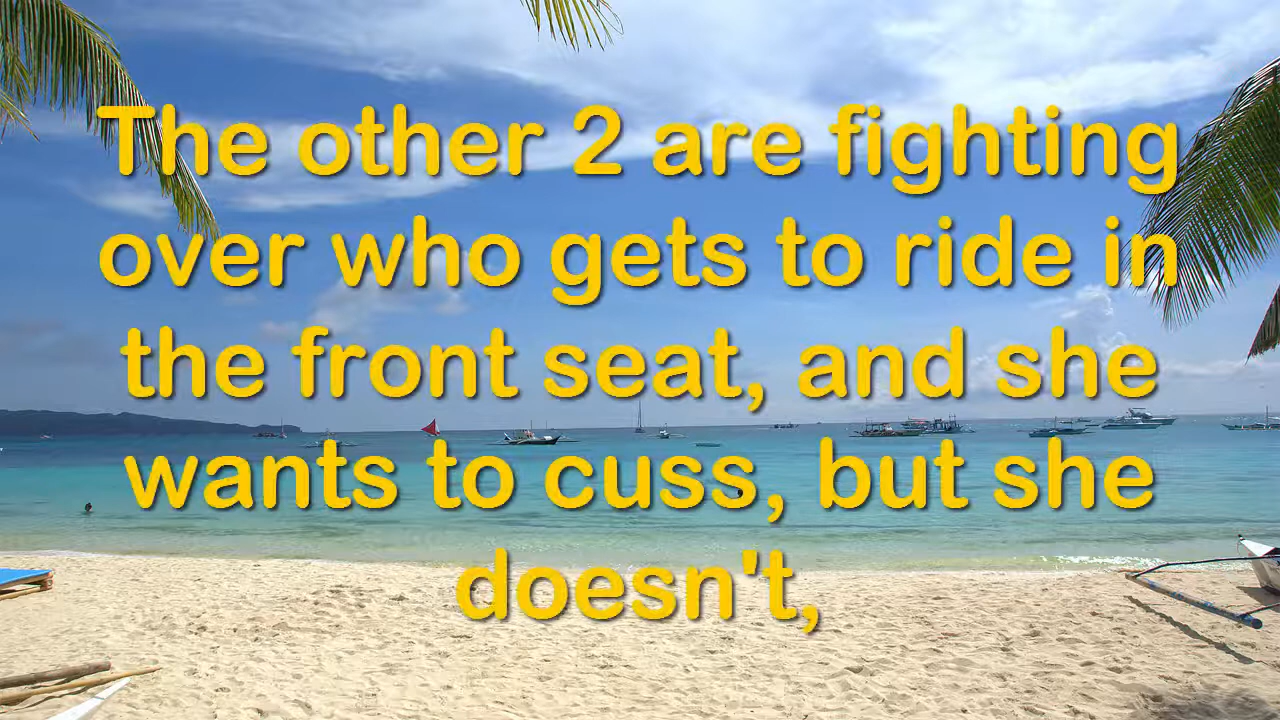 The other 2 are fighting
over who gets to ride in
the front seat, and she
wants to cuss, but she
doesn't,